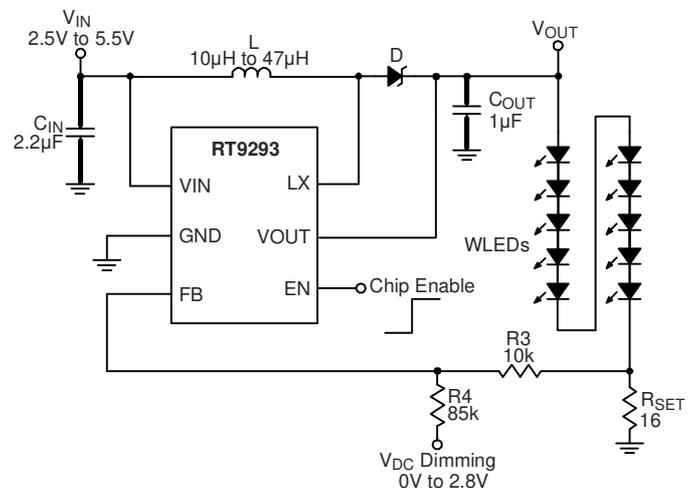 VIN
2.5V to 5.5V
L
10µH to 47µH
D
VOUT
CIN
2.2µF
COUT
1µF
RT9293
VIN
LX
GND
VOUT
WLEDs
FB
EN
Chip Enable
R3
10k
R4
85k
RSET
16
VDC Dimming
0V to 2.8V